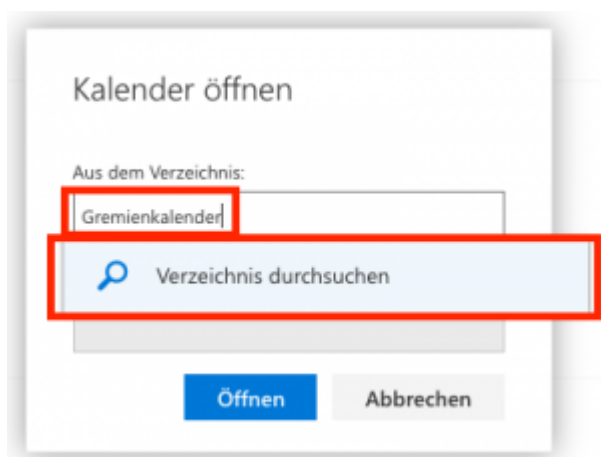 Kalender öffnen
Aus dem Verzeichnis:
Gremienkalender
Verzeichnis durchsuchen
Öffnen
Abbrechen